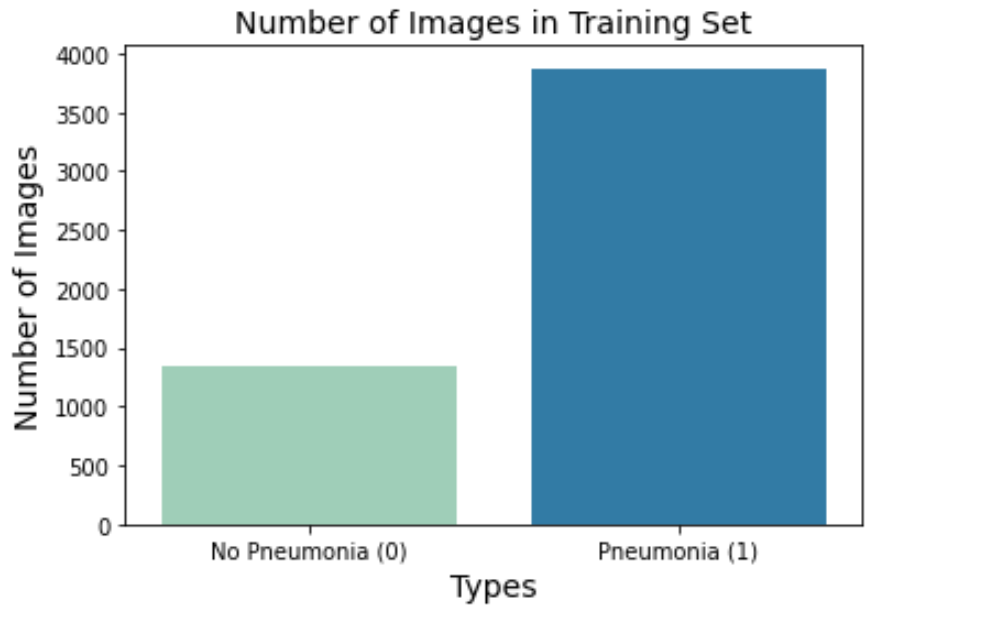 Number of Images in Training Set
Number of Images
4000
3500
3000
2500
2000
1500
1000
500
0
No Pneumonia (0) Pneumonia (1)
Types